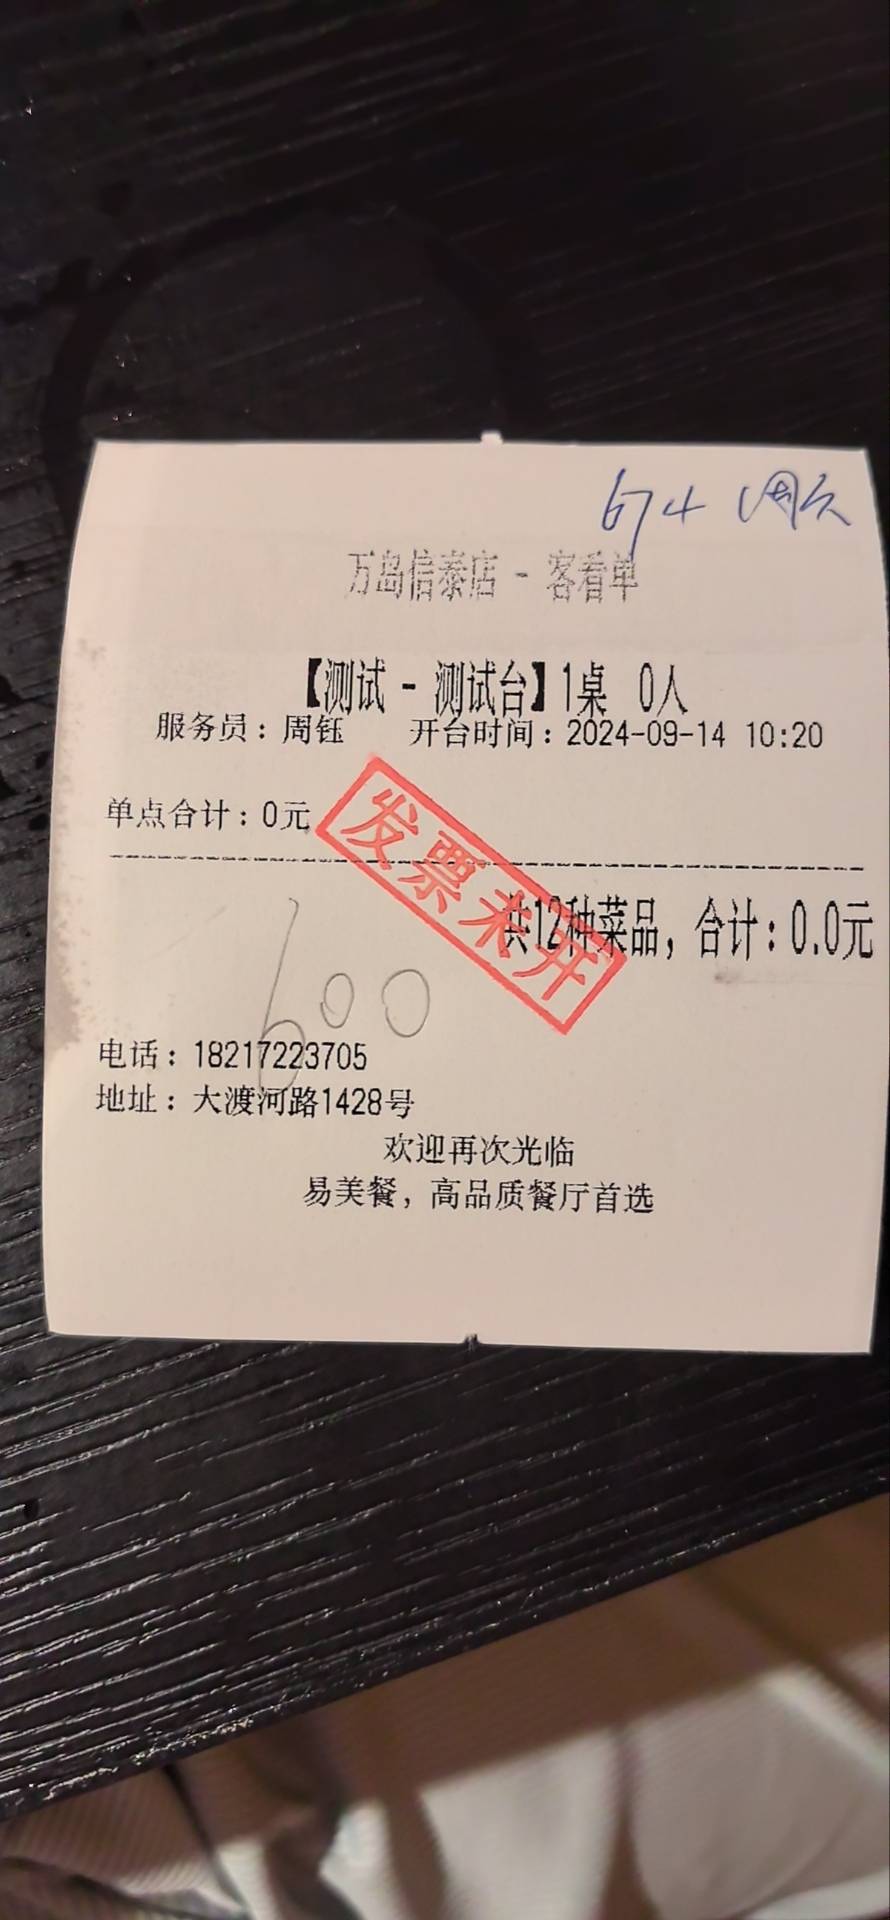 674 周欠
万岛信泰店 - 客看单
【测试 - 测试台】1桌 0人
服务员：周钰 开台时间：2024-09-14 10:20
单点合计：0元
发票未开
共12种菜品，合计：0.0元
600
电话：18217223705
地址：大渡河路1428号
欢迎再次光临
易美餐，高品质餐厅首选